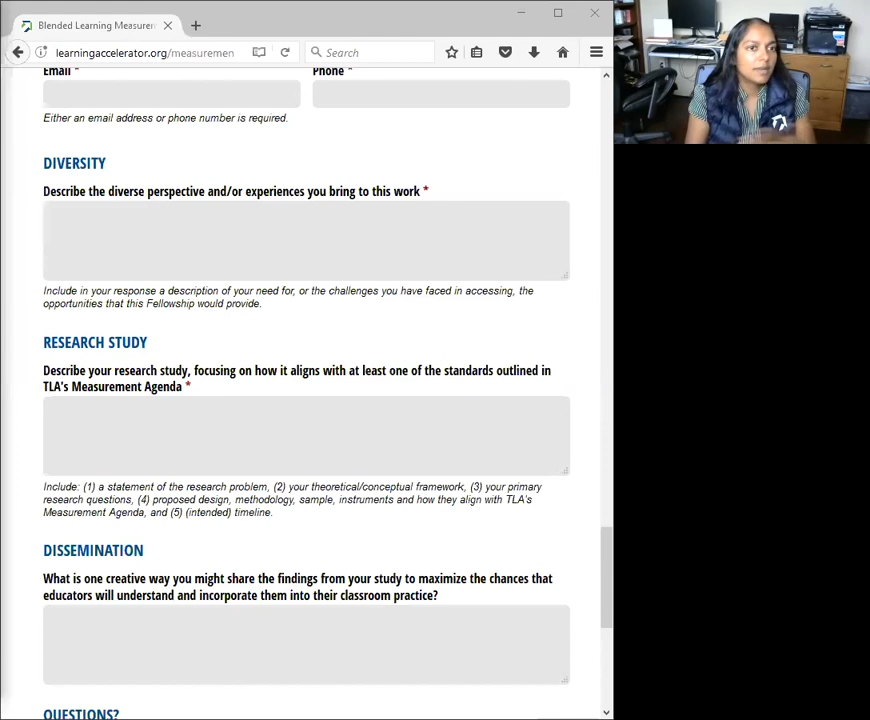 Blended Learning Measurem
learningaccelerator.org/measuremen
Search
Email * Phone *
Either an email address or phone number is required.
DIVERSITY
Describe the diverse perspective and/or experiences you bring to this work *
Include in your response a description of your need for, or the challenges you have faced in accessing, the
opportunities that this Fellowship would provide.
RESEARCH STUDY
Describe your research study, focusing on how it aligns with at least one of the standards outlined in
TLA's Measurement Agenda *
Include: (1) a statement of the research problem, (2) your theoretical/conceptual framework, (3) your primary
research questions, (4) proposed design, methodology, sample, instruments and how they align with TLA's
Measurement Agenda, and (5) (intended) timeline.
DISSEMINATION
What is one creative way you might share the findings from your study to maximize the chances that
educators will understand and incorporate them into their classroom practice?
QUESTIONS?